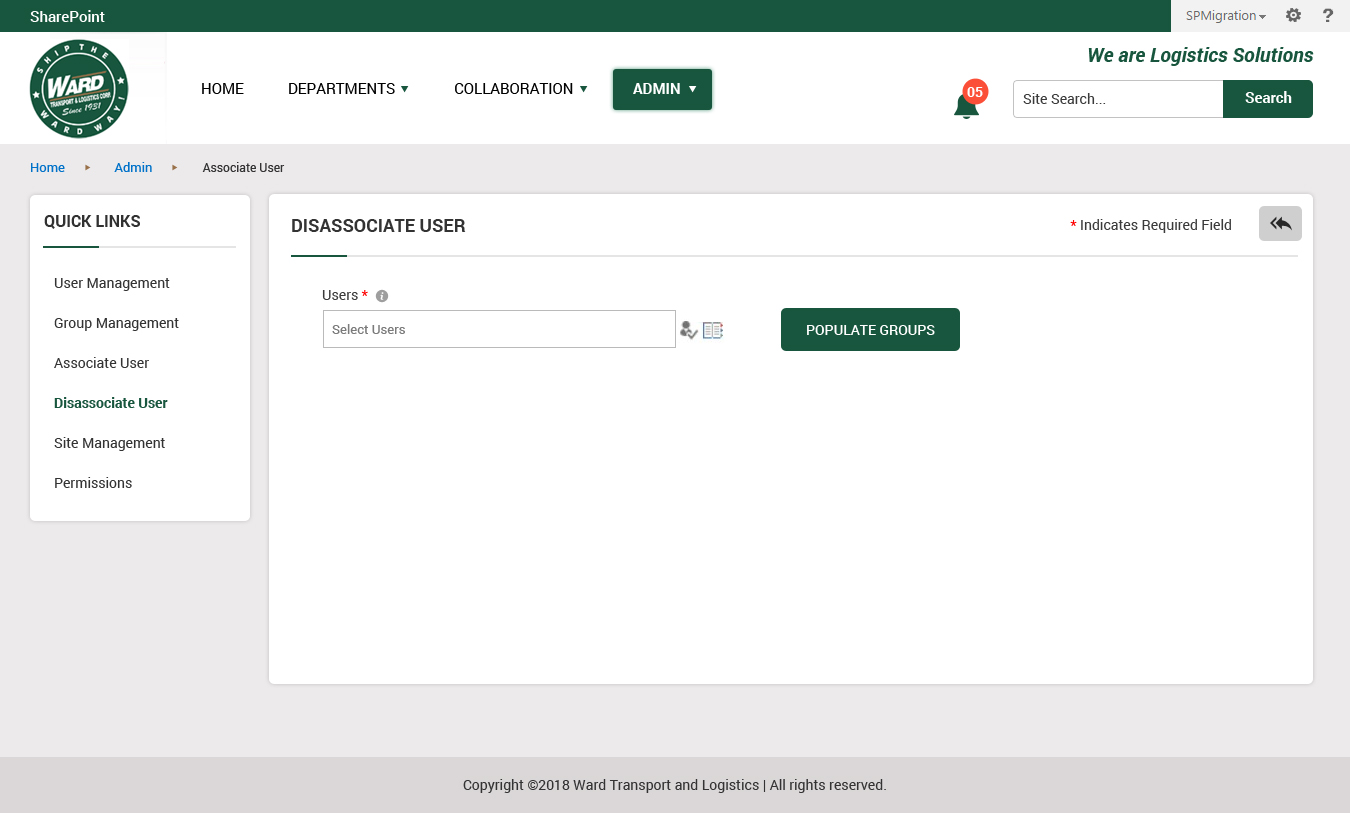 SharePoint
SPMigration
?
We are Logistics Solutions
SHIP THE
WARD
TRANSPORT & LOGISTICS CORP.
Since 1931
WARD WAY!
HOME
DEPARTMENTS
COLLABORATION
ADMIN
05
Site Search...
Search
Home
Admin
Associate User
QUICK LINKS
User Management
Group Management
Associate User
Disassociate User
Site Management
Permissions
DISASSOCIATE USER
* Indicates Required Field
Users *
Select Users
POPULATE GROUPS
Copyright ©2018 Ward Transport and Logistics | All rights reserved.